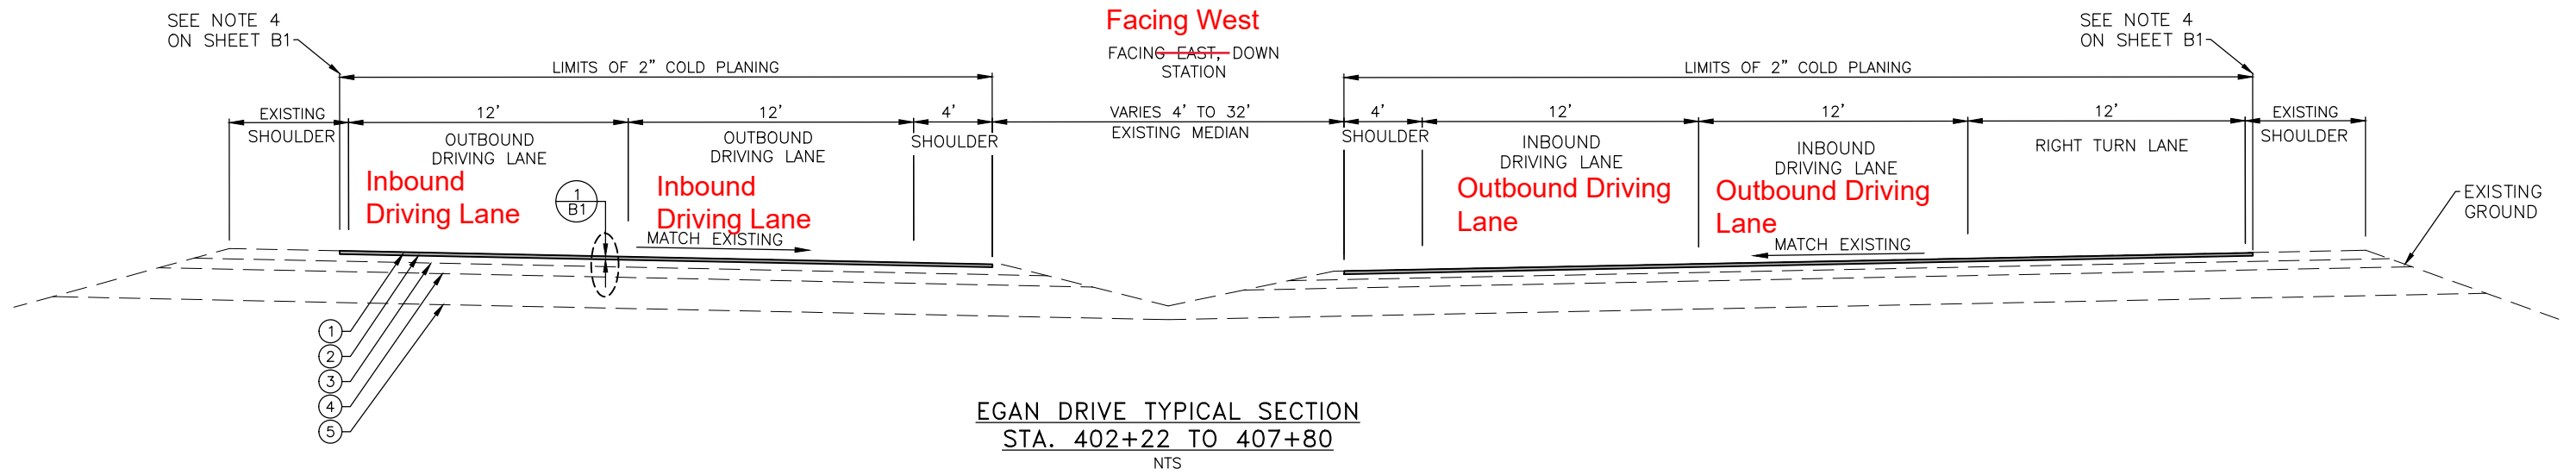 SEE NOTE 4
ON SHEET B1
Facing West
FACING EAST, DOWN
STATION
SEE NOTE 4
ON SHEET B1
LIMITS OF 2" COLD PLANING
LIMITS OF 2" COLD PLANING
EXISTING
SHOULDER
12'
OUTBOUND
DRIVING LANE
Inbound
Driving Lane
12'
OUTBOUND
DRIVING LANE
Inbound
Driving Lane
4'
SHOULDER
VARIES 4' TO 32'
EXISTING MEDIAN
4'
SHOULDER
12'
INBOUND
DRIVING LANE
Outbound Driving
Lane
12'
INBOUND
DRIVING LANE
Outbound Driving
Lane
12'
RIGHT TURN LANE
EXISTING
SHOULDER
EXISTING
GROUND
1
B1
MATCH EXISTING
MATCH EXISTING
1
2
3
4
5
EGAN DRIVE TYPICAL SECTION
STA. 402+22 TO 407+80
NTS